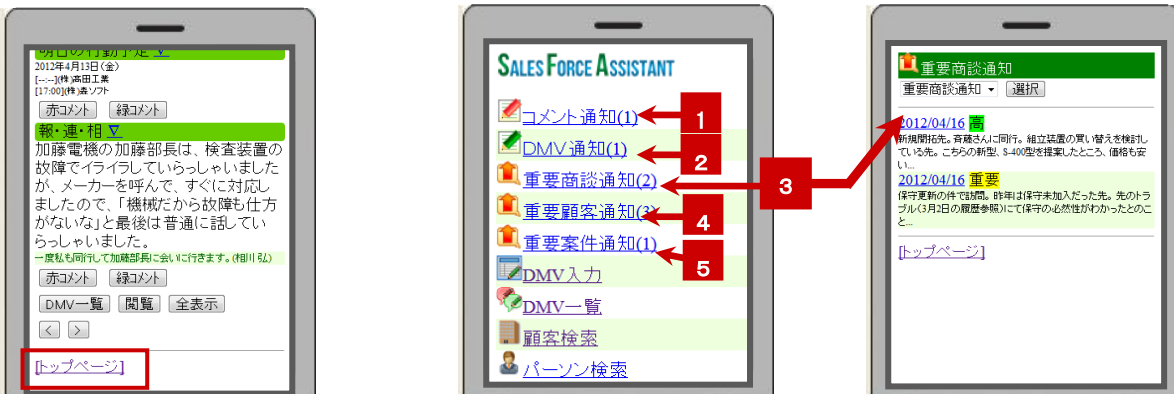 明日の行動予定 ▽
2012年4月13日(金)
[--:--](株)高田工業
[17:00](株)森ソフト
赤コメント 緑コメント
報・連・相 ▽
加藤電機の加藤部長は、検査装置の
故障でイライラしていらっしゃいました
が、メーカーを呼んで、すぐに対応し
ましたので、「機械だから故障も仕方
がないな」と最後は普通に話してい
らっしゃいました。
一度私も同行して加藤部長に会いに行きます。(相川 弘)
赤コメント 緑コメント
DMV一覧 閲覧 全表示
< >
[トップページ]
SALES FORCE ASSISTANT
コメント通知(1)
1
DMV通知(1)
2
重要商談通知(2)
3
重要顧客通知(3)
4
重要案件通知(1)
5
DMV入力
DMV一覧
顧客検索
パーソン検索
重要商談通知
重要商談通知 選択
2012/04/16 高
新規開拓先。斉藤さんに同行。組立装置の買い替えを検討し
ている先。こちらの新型、S-400型を提案したところ、価格も安
い...
2012/04/16 重要
保守更新の件で訪問。昨年は保守未加入だった先。先のトラ
ブル(3月2日の履歴参照)にて保守の必然性がわかったとのこ
と...
[トップページ]